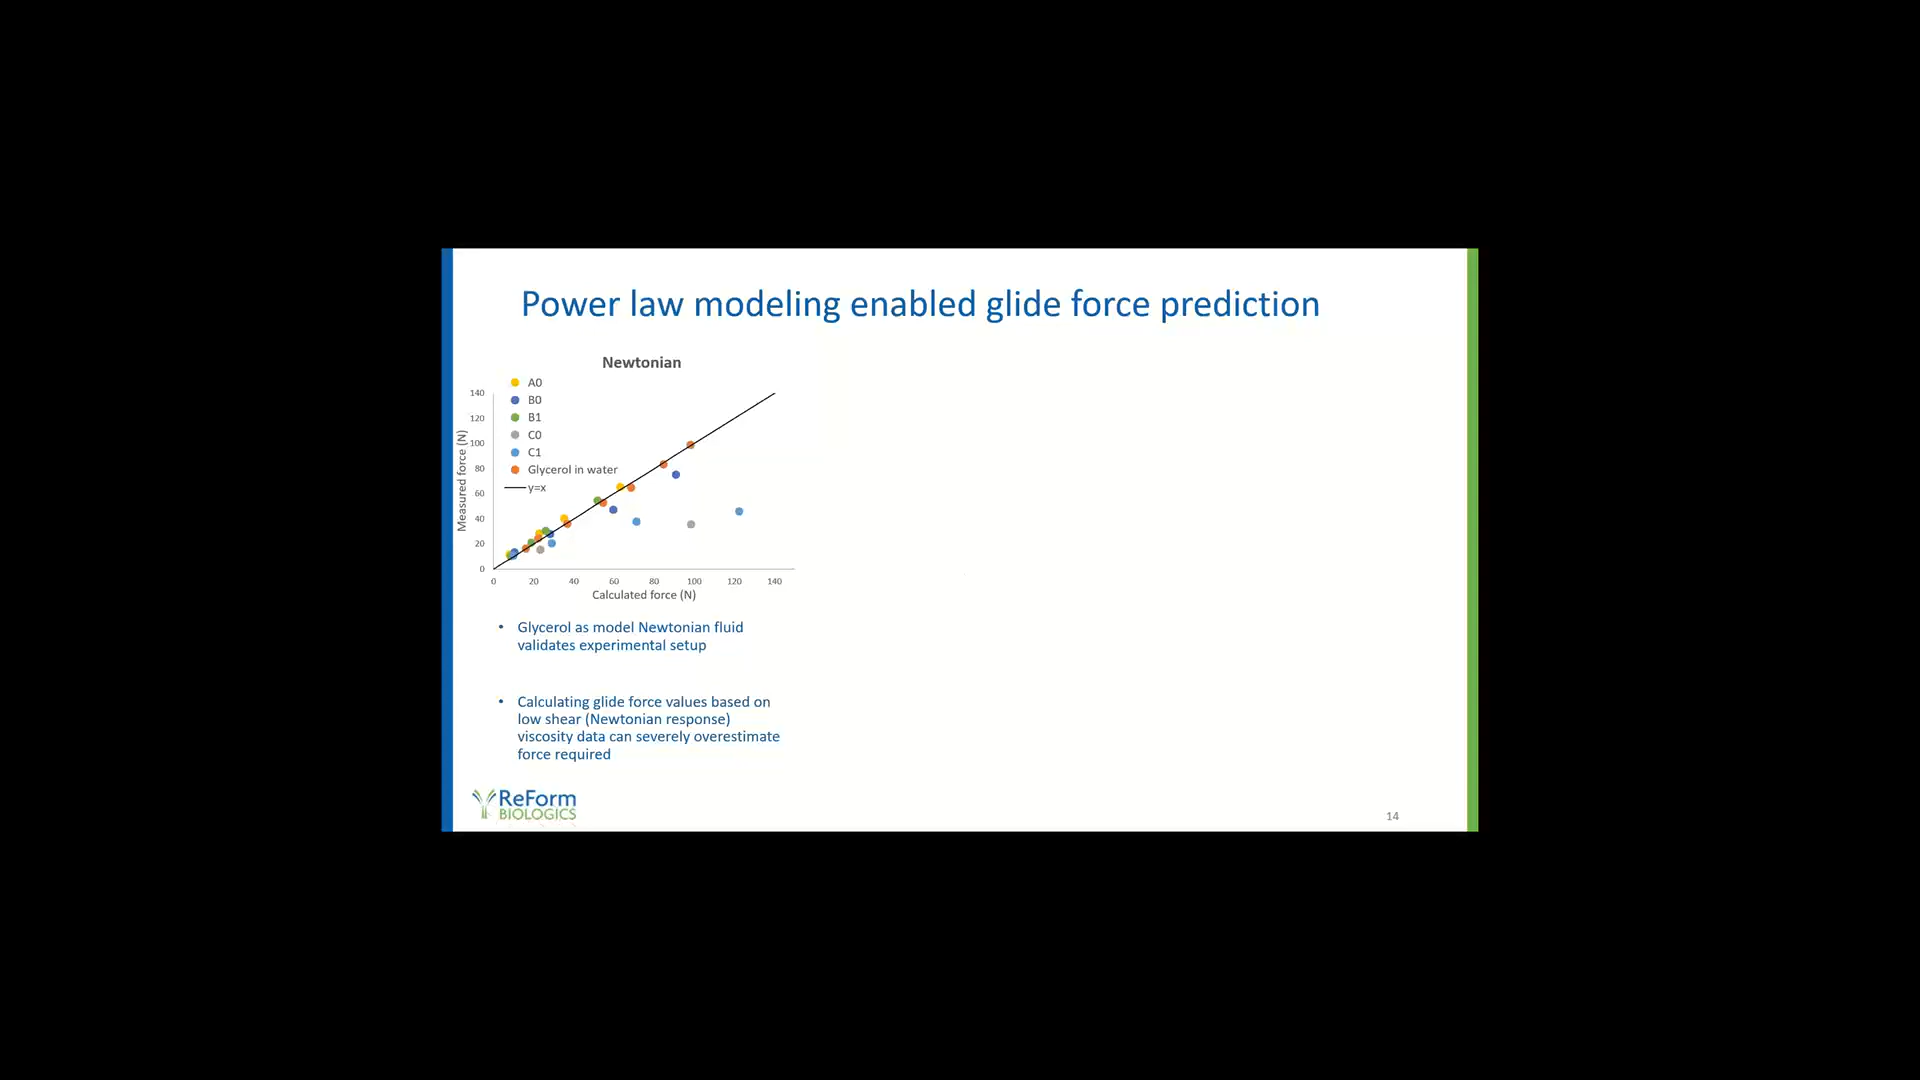 Power law modeling enabled glide force prediction
Newtonian
A0
B0
B1
C0
C1
Glycerol in water
y=x
Measured force (N)
140
120
100
80
60
40
20
0
0 20 40 60 80 100 120 140
Calculated force (N)
• Glycerol as model Newtonian fluid
validates experimental setup
• Calculating glide force values based on
low shear (Newtonian response)
viscosity data can severely overestimate
force required
ReForm
BIOLOGICS
14